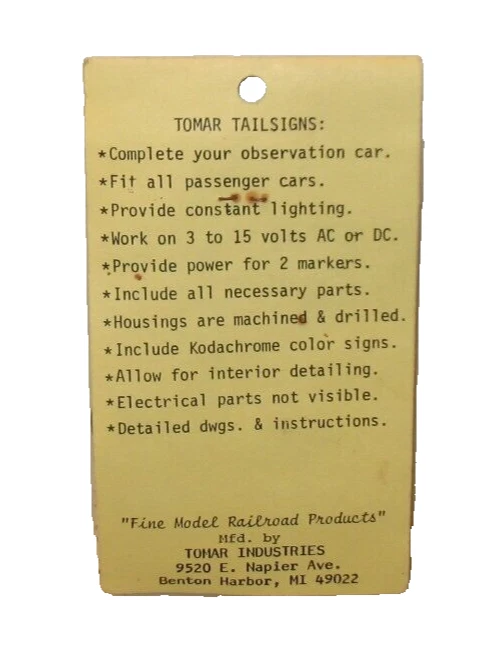 TOMAR TAILSIGNS:
*Complete your observation car.
*Fit all passenger cars.
*Provide constant lighting.
*Work on 3 to 15 volts AC or DC.
*Provide power for 2 markers.
*Include all necessary parts.
*Housings are machined & drilled.
*Include Kodachrome color signs.
*Allow for interior detailing.
*Electrical parts not visible.
*Detailed dwgs. & instructions.
"Fine Model Railroad Products"
Mfd. by
TOMAR INDUSTRIES
9520 E. Napier Ave.
Benton Harbor, MI 49022